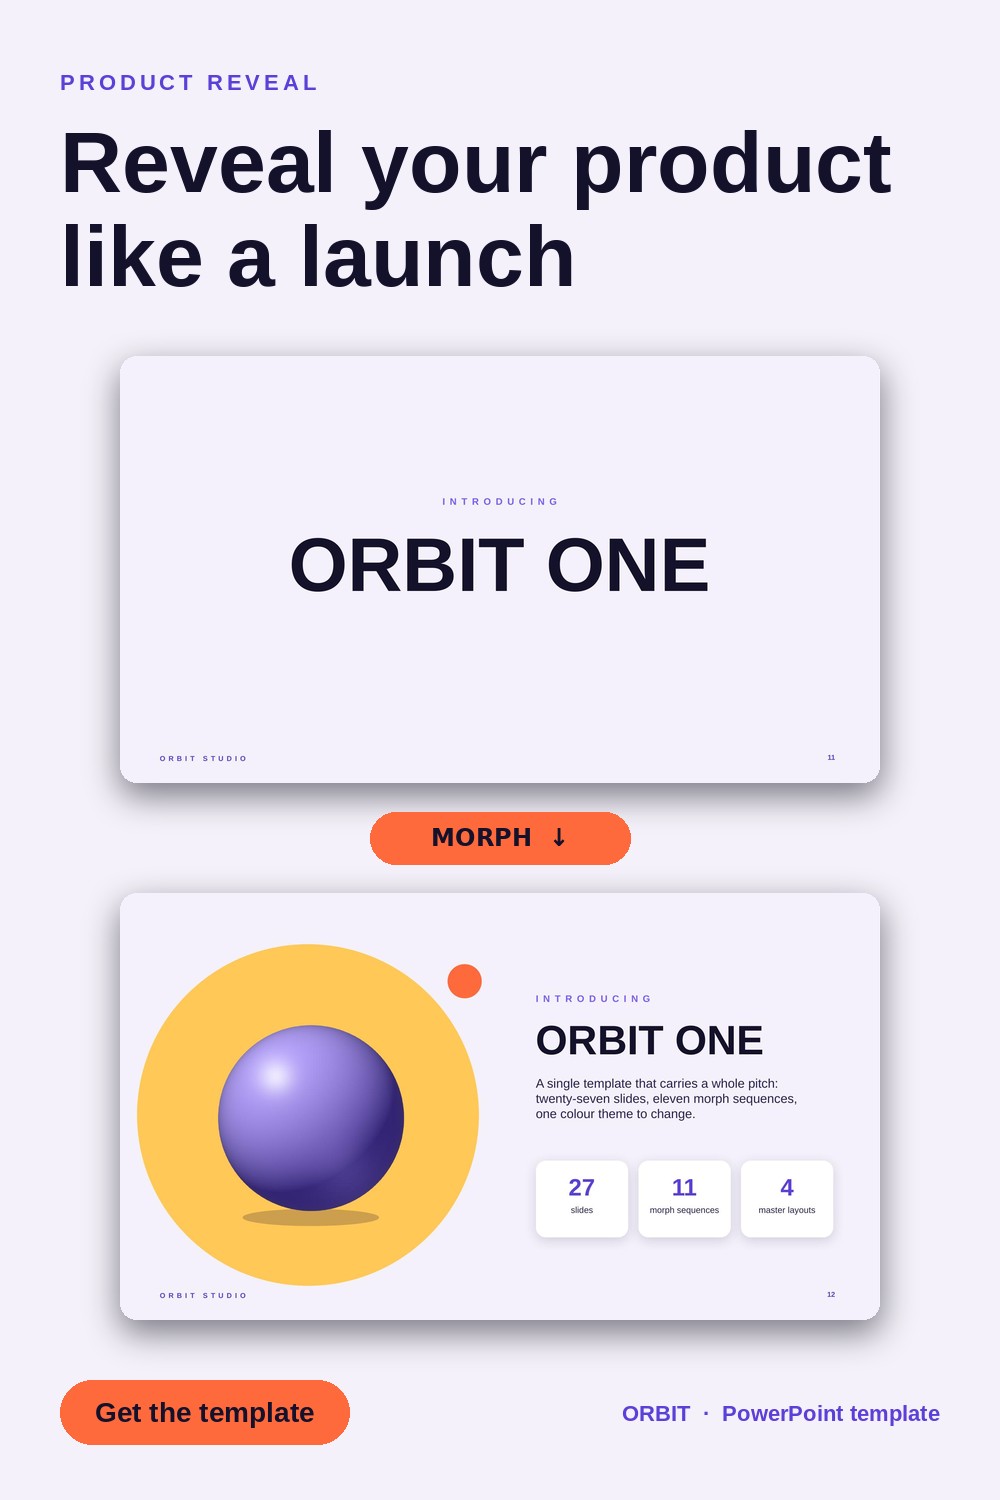 PRODUCT REVEAL
Reveal your product
like a launch
INTRODUCING
ORBIT ONE
ORBIT STUDIO
11
MORPH ↓
INTRODUCING
ORBIT ONE
A single template that carries a whole pitch:
twenty-seven slides, eleven morph sequences,
one colour theme to change.
27
slides
11
morph sequences
4
master layouts
ORBIT STUDIO
12
Get the template
ORBIT · PowerPoint template